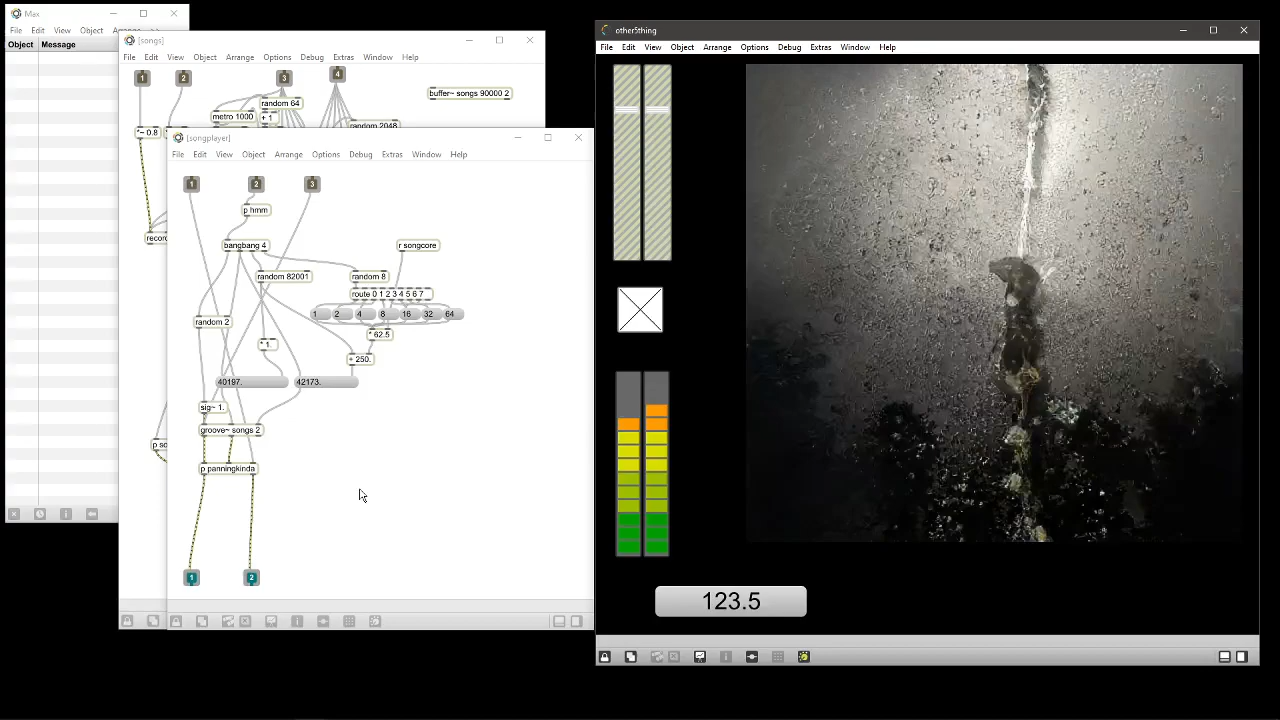 Max
File Edit View Object Arrange >>
Object Message
[songs]
File Edit View Object Arrange Options Debug Extras Window Help
1 2 3 4
random 64
buffer~ songs 90000 2
metro 1000 + 1
random 2048
*~ 0.8
[songplayer]
File Edit View Object Arrange Options Debug Extras Window Help
1 2 3
p hmm
bangbang 4
r songcore
random 82001
random 8
route 0 1 2 3 4 5 6 7
1 2 4 8 16 32 64
random 2
* 62.5
* 1.
+ 250.
40197. 42173.
sig~ 1.
groove~ songs 2
p panningkinda
1 2
other5thing
File Edit View Object Arrange Options Debug Extras Window Help
123.5